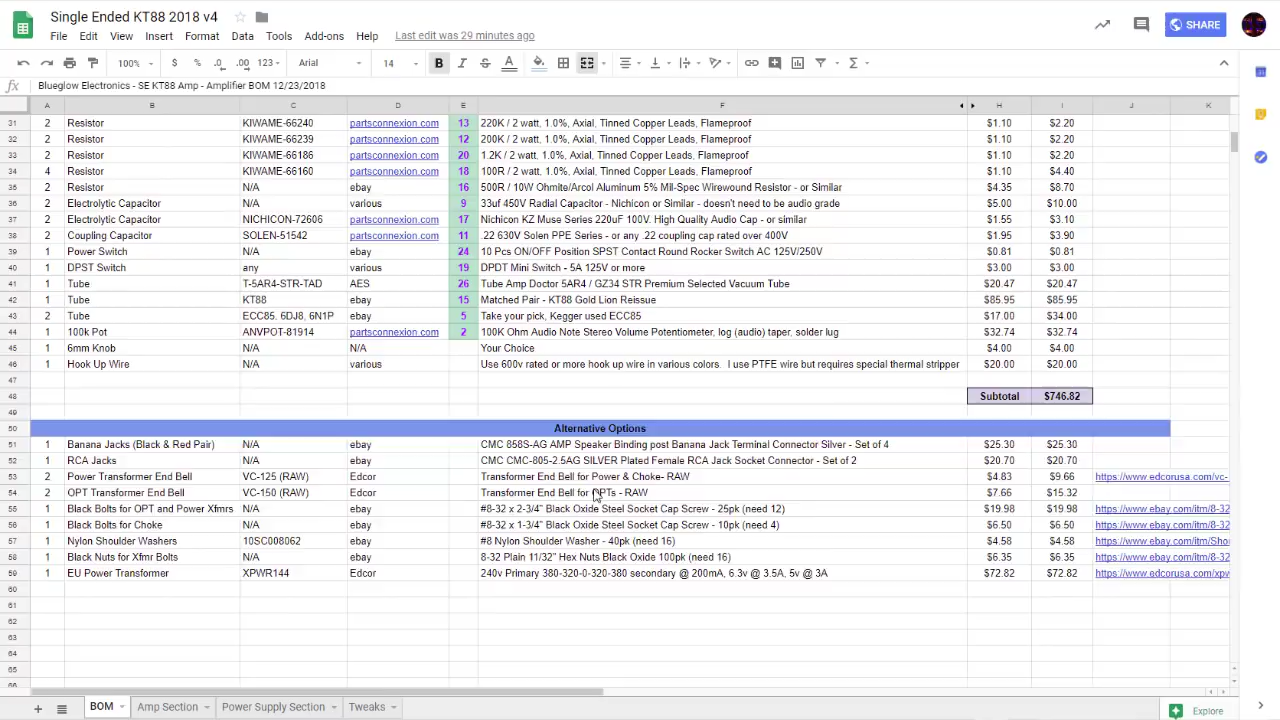 Single Ended KT88 2018 v4
File Edit View Insert Format Data Tools Add-ons Help Last edit was 29 minutes ago
SHARE
100% $ % .0 .00 123 Arial 14 B I S A
fx Blueglow Electronics - SE KT88 Amp - Amplifier BOM 12/23/2018
A B C D E F H I J K
31 2 Resistor KIWAME-66240 partsconnexion.com 13 220K / 2 watt, 1.0%, Axial, Tinned Copper Leads, Flameproof $1.10 $2.20
32 2 Resistor KIWAME-66239 partsconnexion.com 12 200K / 2 watt, 1.0%, Axial, Tinned Copper Leads, Flameproof $1.10 $2.20
33 2 Resistor KIWAME-66186 partsconnexion.com 20 1.2K / 2 watt, 1.0%, Axial, Tinned Copper Leads, Flameproof $1.10 $2.20
34 4 Resistor KIWAME-66160 partsconnexion.com 18 100R / 2 watt, 1.0%, Axial, Tinned Copper Leads, Flameproof $1.10 $4.40
35 2 Resistor N/A ebay 16 500R / 10W Ohmite/Arcol Aluminum 5% Mil-Spec Wirewound Resistor - or Similar $4.35 $8.70
36 2 Electrolytic Capacitor N/A various 9 33uf 450V Radial Capacitor - Nichicon or Similar - doesn't need to be audio grade $5.00 $10.00
37 2 Electrolytic Capacitor NICHICON-72606 partsconnexion.com 17 Nichicon KZ Muse Series 220uF 100V. High Quality Audio Cap - or similar $1.55 $3.10
38 2 Coupling Capacitor SOLEN-51542 partsconnexion.com 11 .22 630V Solen PPE Series - or any .22 coupling cap rated over 400V $1.95 $3.90
39 1 Power Switch N/A ebay 24 10 Pcs ON/OFF Position SPST Contact Round Rocker Switch AC 125V/250V $0.81 $0.81
40 1 DPST Switch any various 19 DPDT Mini Switch - 5A 125V or more $3.00 $3.00
41 1 Tube T-5AR4-STR-TAD AES 26 Tube Amp Doctor 5AR4 / GZ34 STR Premium Selected Vacuum Tube $20.47 $20.47
42 1 Tube KT88 ebay 15 Matched Pair - KT88 Gold Lion Reissue $85.95 $85.95
43 2 Tube ECC85. 6DJ8, 6N1P ebay 5 Take your pick, Kegger used ECC85 $17.00 $34.00
44 1 100k Pot ANVPOT-81914 partsconnexion.com 2 100K Ohm Audio Note Stereo Volume Potentiometer, log (audio) taper, solder lug $32.74 $32.74
45 1 6mm Knob N/A N/A Your Choice $4.00 $4.00
46 1 Hook Up Wire N/A various Use 600v rated or more hook up wire in various colors. I use PTFE wire but requires special thermal stripper $20.00 $20.00
47
48 Subtotal $746.82
49
50 Alternative Options
51 1 Banana Jacks (Black & Red Pair) N/A ebay CMC 858S-AG AMP Speaker Binding post Banana Jack Terminal Connector Silver - Set of 4 $25.30 $25.30
52 1 RCA Jacks N/A ebay CMC CMC-805-2.5AG SILVER Plated Female RCA Jack Socket Connector - Set of 2 $20.70 $20.70
53 2 Power Transformer End Bell VC-125 (RAW) Edcor Transformer End Bell for Power & Choke- RAW $4.83 $9.66 https://www.edcorusa.com/vc-
54 2 OPT Transformer End Bell VC-150 (RAW) Edcor Transformer End Bell for OPTs - RAW $7.66 $15.32
55 1 Black Bolts for OPT and Power Xfmrs N/A ebay #8-32 x 2-3/4" Black Oxide Steel Socket Cap Screw - 25pk (need 12) $19.98 $19.98 https://www.ebay.com/itm/8-32
56 1 Black Bolts for Choke N/A ebay #8-32 x 1-3/4" Black Oxide Steel Socket Cap Screw - 10pk (need 4) $6.50 $6.50 https://www.ebay.com/itm/8-32
57 1 Nylon Shoulder Washers 10SC008062 ebay #8 Nylon Shoulder Washer - 40pk (need 16) $4.58 $4.58 https://www.ebay.com/itm/Sho
58 1 Black Nuts for Xfmr Bolts N/A ebay 8-32 Plain 11/32" Hex Nuts Black Oxide 100pk (need 16) $6.35 $6.35 https://www.ebay.com/itm/8-32
59 1 EU Power Transformer XPWR144 Edcor 240v Primary 380-320-0-320-380 secondary @ 200mA, 6.3v @ 3.5A, 5v @ 3A $72.82 $72.82 https://www.edcorusa.com/xpw
60
61
62
63
64
65
BOM Amp Section Power Supply Section Tweaks Explore